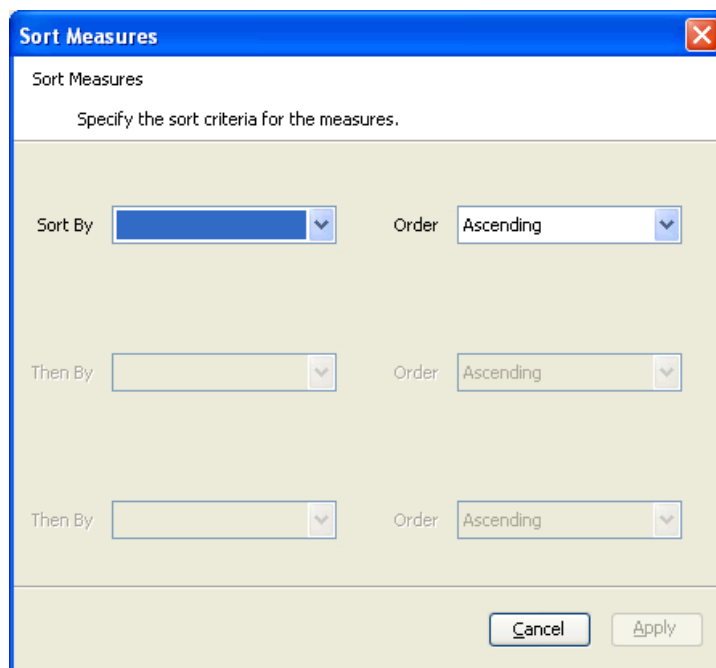 Sort Measures
Sort Measures
Specify the sort criteria for the measures.
Sort By Order Ascending
Then By Order Ascending
Then By Order Ascending
Cancel Apply